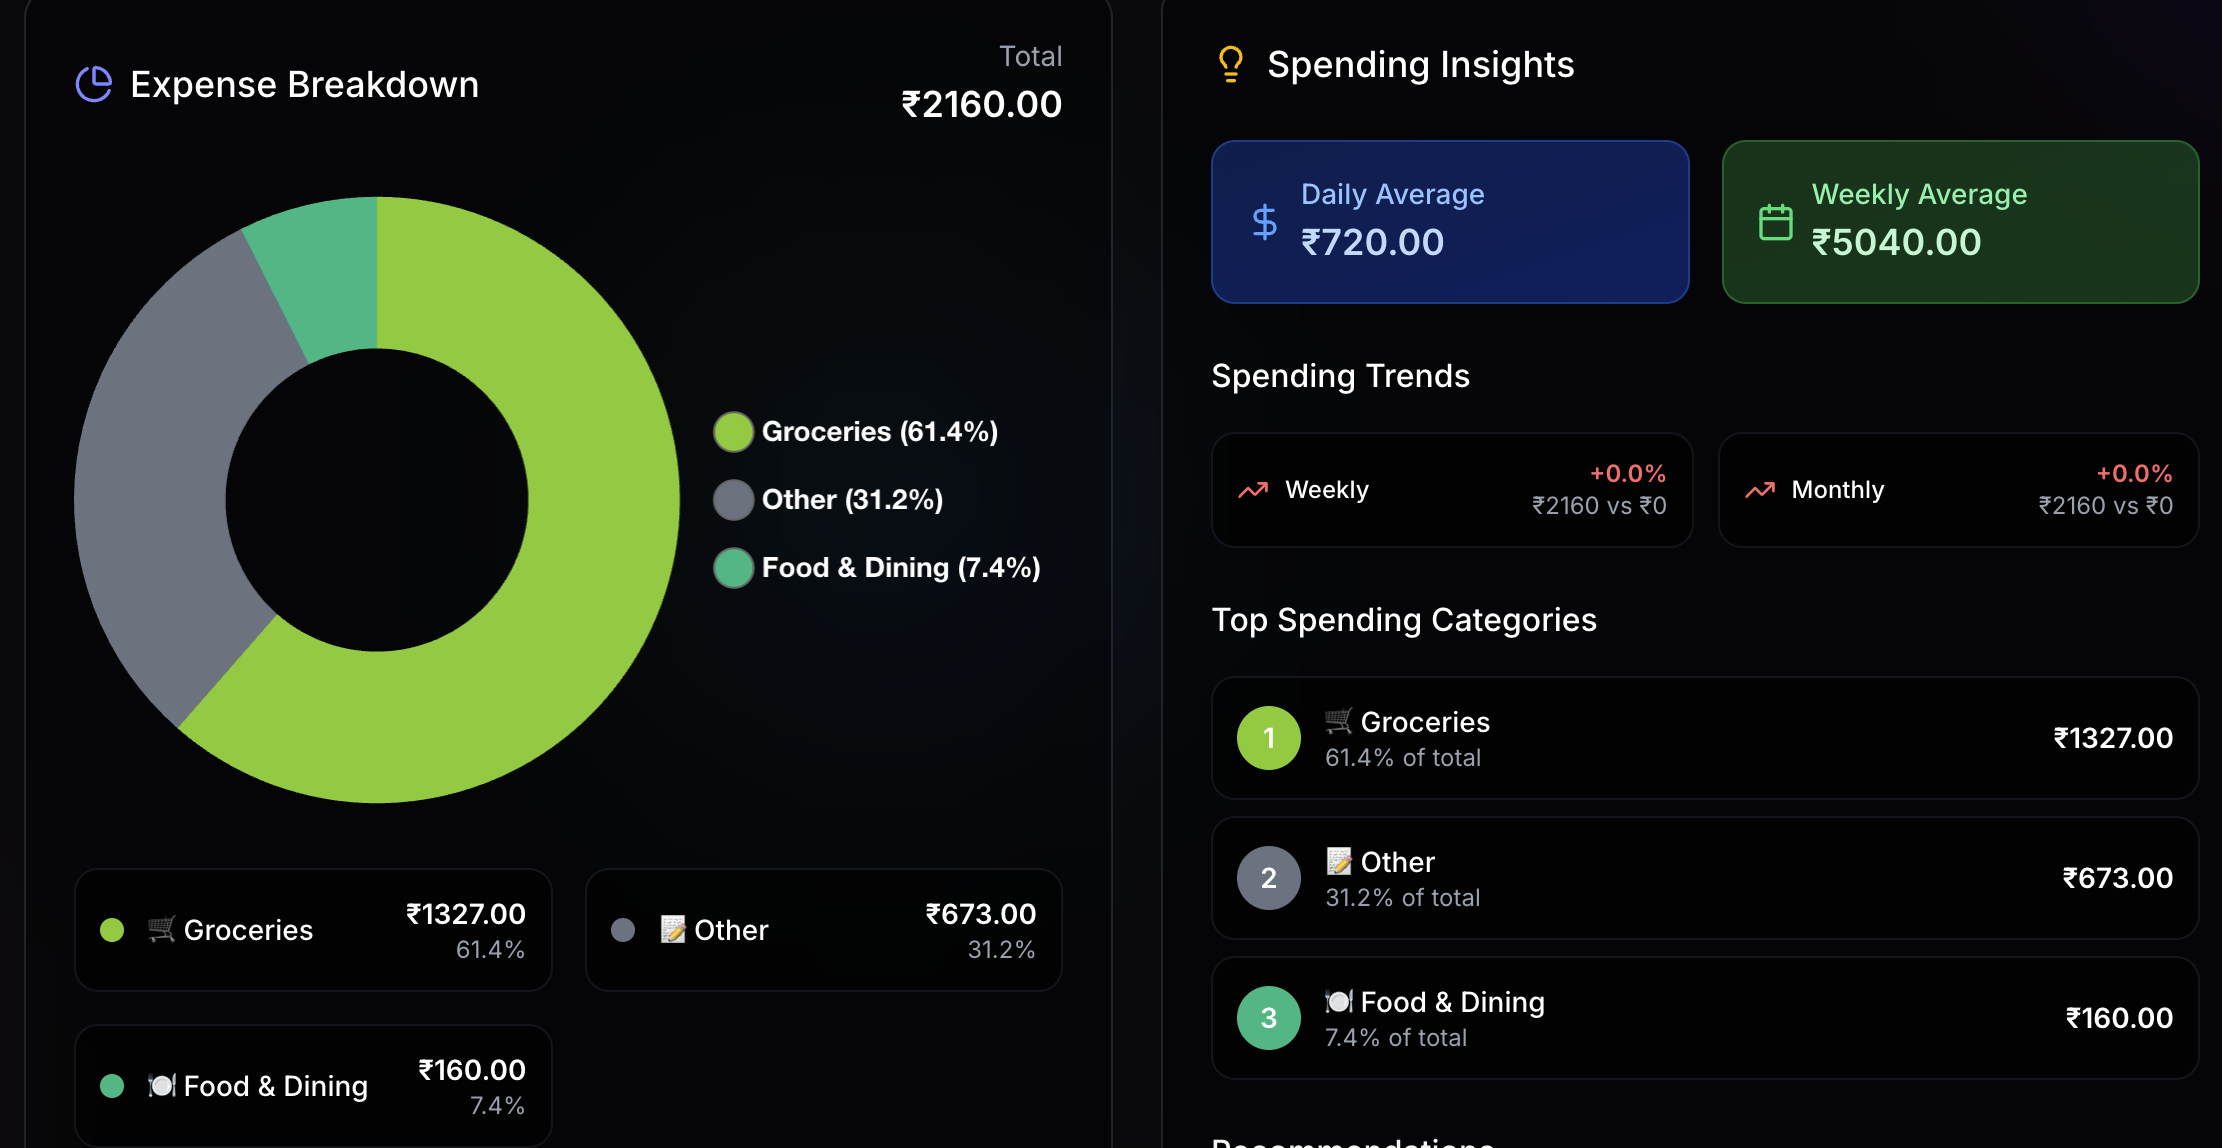 Expense Breakdown
Total
₹2160.00
Groceries (61.4%)
Other (31.2%)
Food & Dining (7.4%)
Groceries
₹1327.00
61.4%
Other
₹673.00
31.2%
Food & Dining
₹160.00
7.4%
Spending Insights
Daily Average
₹720.00
Weekly Average
₹5040.00
Spending Trends
Weekly
+0.0%
₹2160 vs ₹0
Monthly
+0.0%
₹2160 vs ₹0
Top Spending Categories
1
Groceries
61.4% of total
₹1327.00
2
Other
31.2% of total
₹673.00
3
Food & Dining
7.4% of total
₹160.00
Recommendations